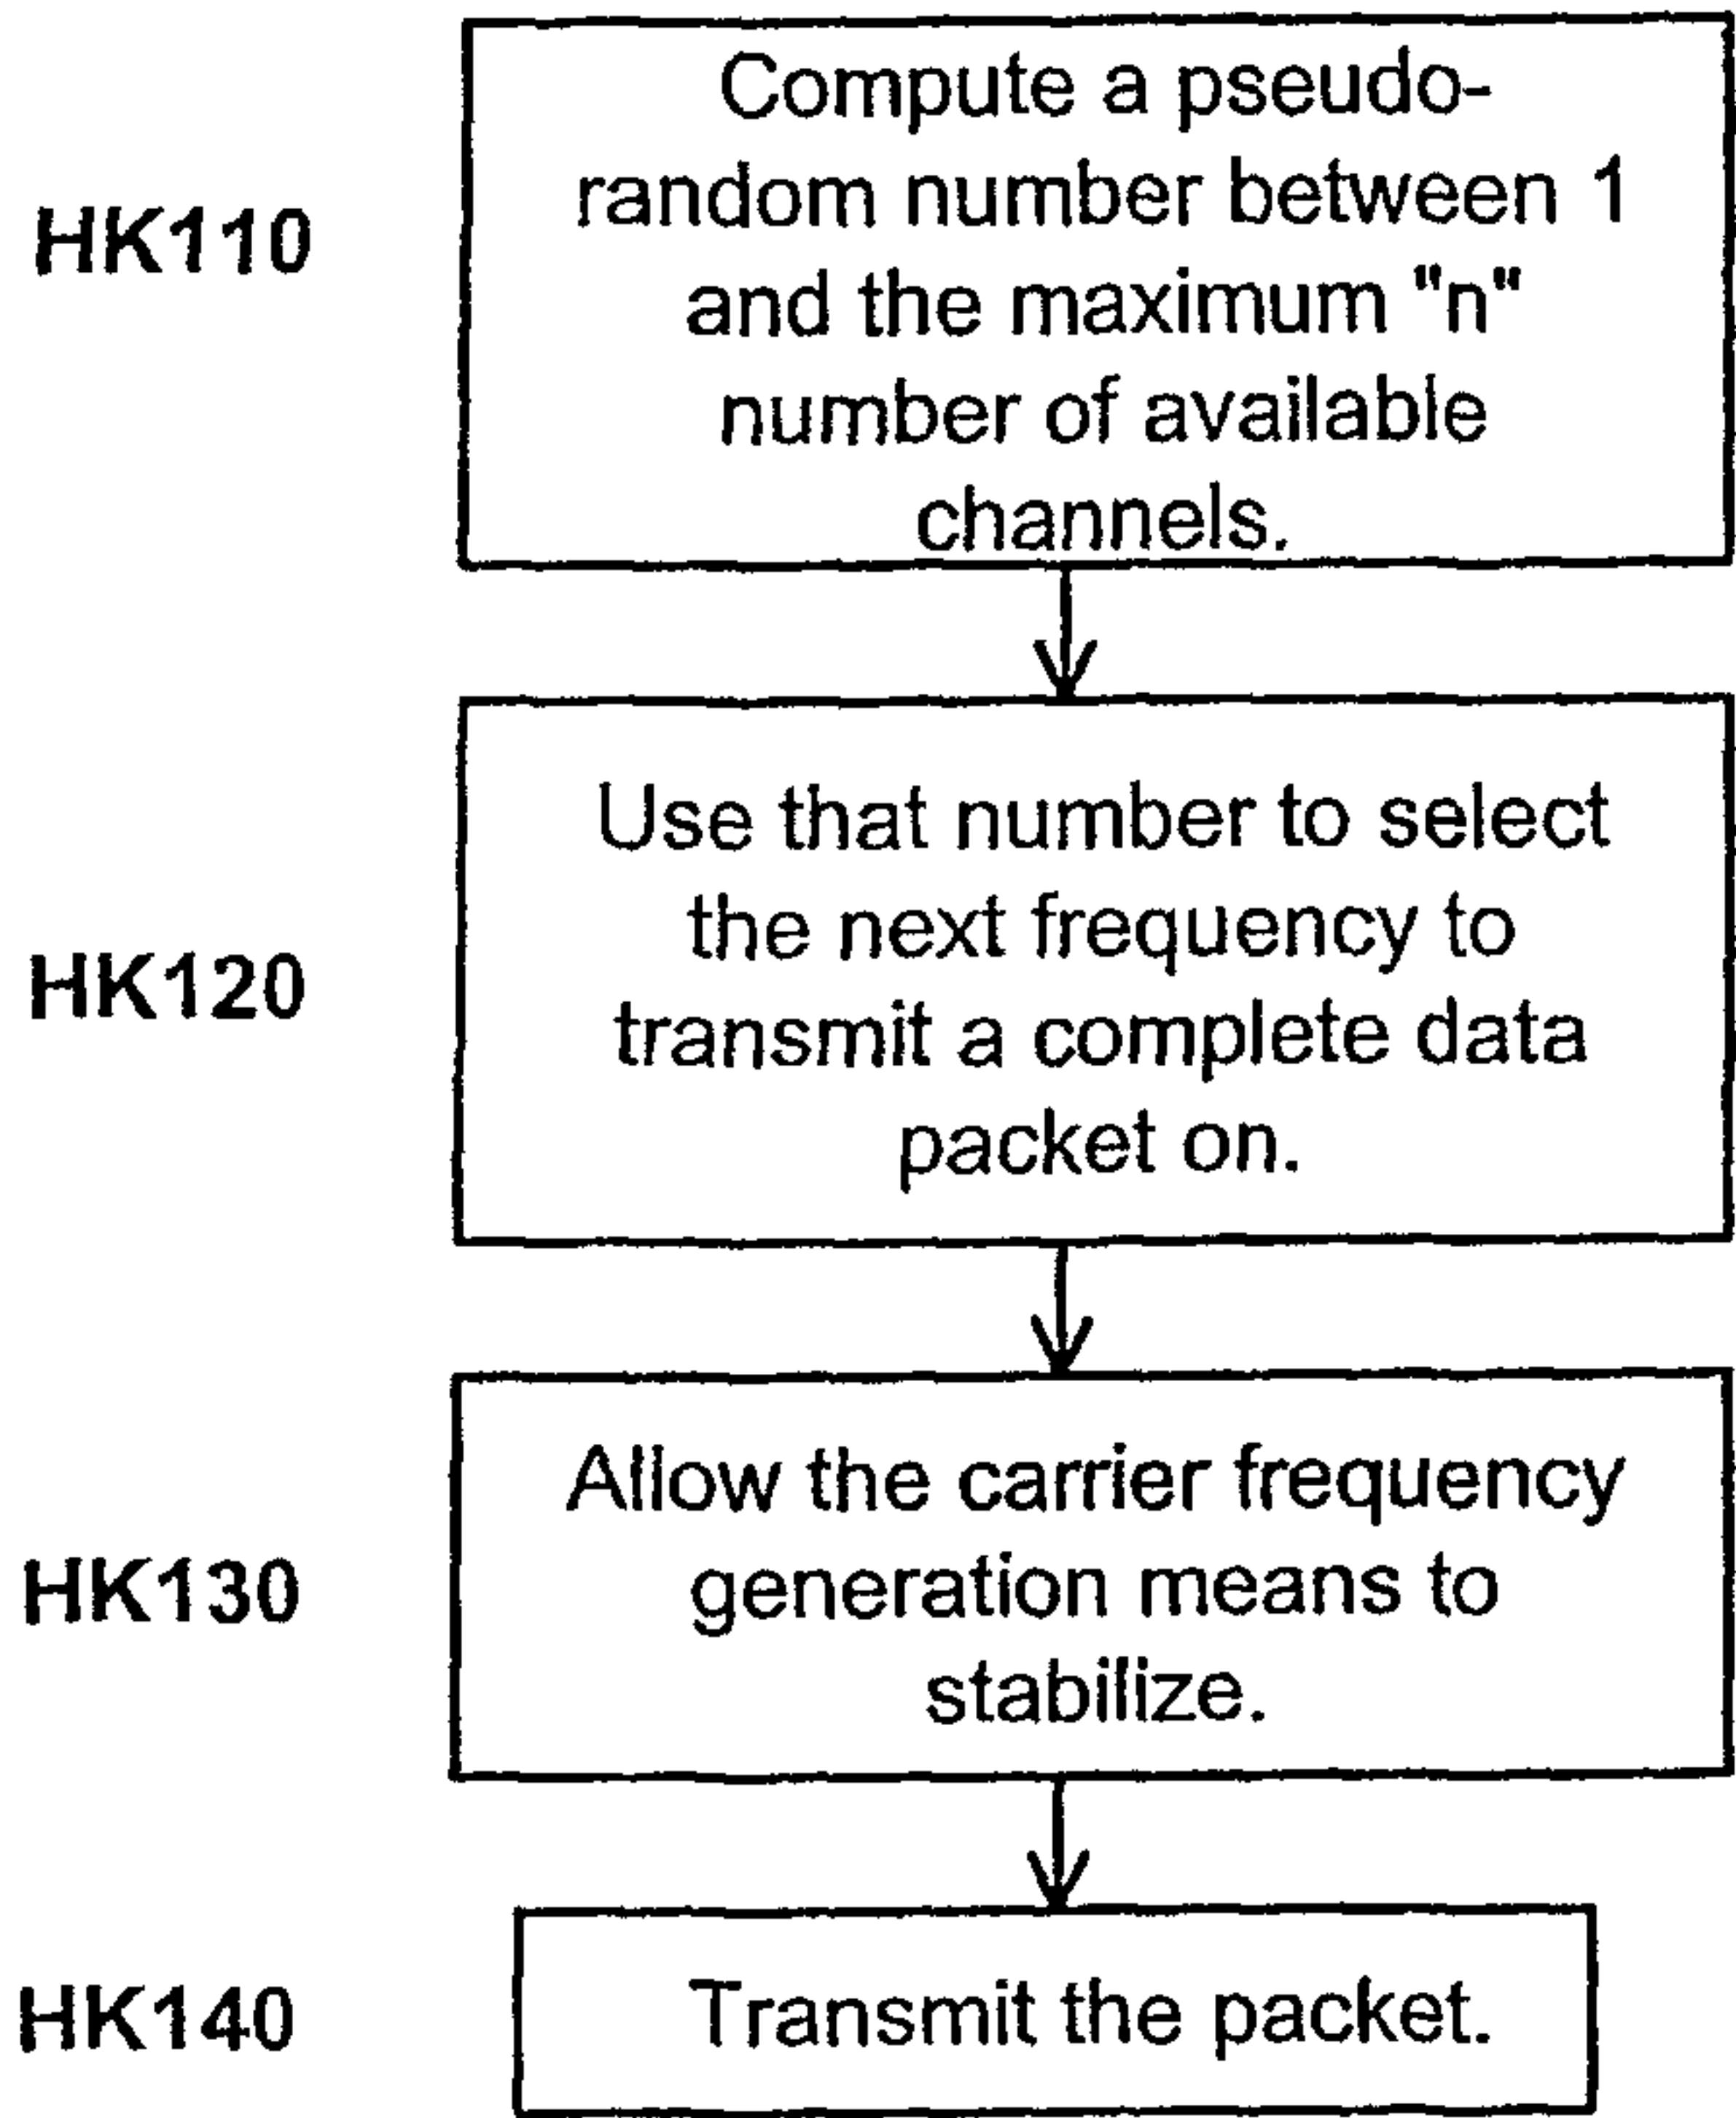 Compute a pseudo-
random number between 1
HK110
and the maximum "n"
number of available
channels.
Use that number to select
the next frequency to
HK120
transmit a complete data
packet on.
Allow the carrier frequency
HK130
generation means to
stabilize.
HK140
Transmit the packet.